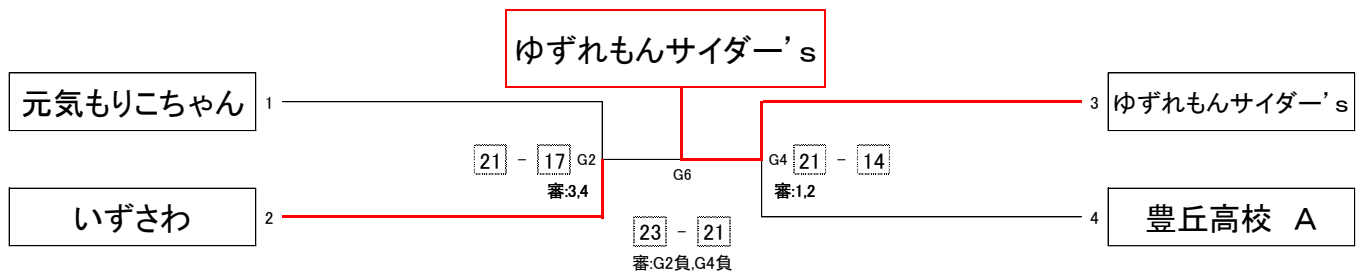 ゆずれもんサイダー’s
元気もりこちゃん 1
3 ゆずれもんサイダー’s
21 - 17 G2
G4 21 - 14
審:3,4
G6
審:1,2
いずさわ 2
4 豊丘高校 A
23 - 21
審:G2負,G4負